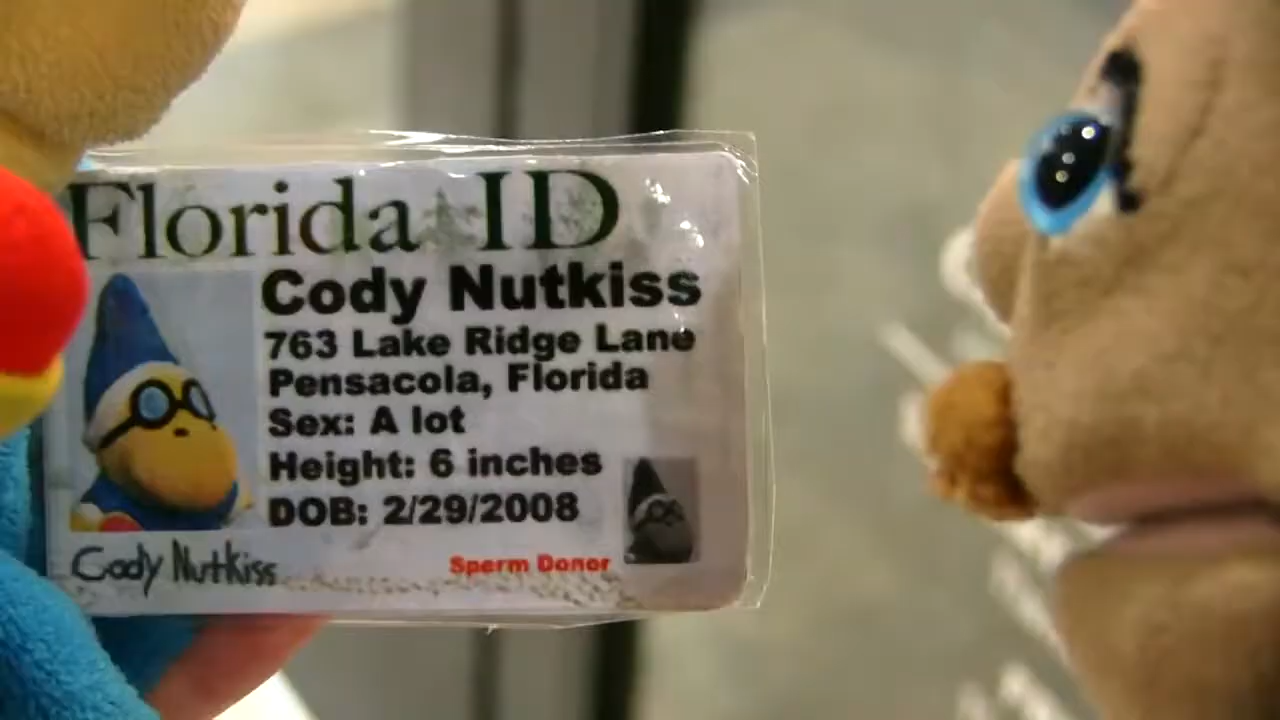 Florida ID
Cody Nutkiss
763 Lake Ridge Lane
Pensacola, Florida
Sex: A lot
Height: 6 inches
DOB: 2/29/2008
Cody Nutkiss
Sperm Donor